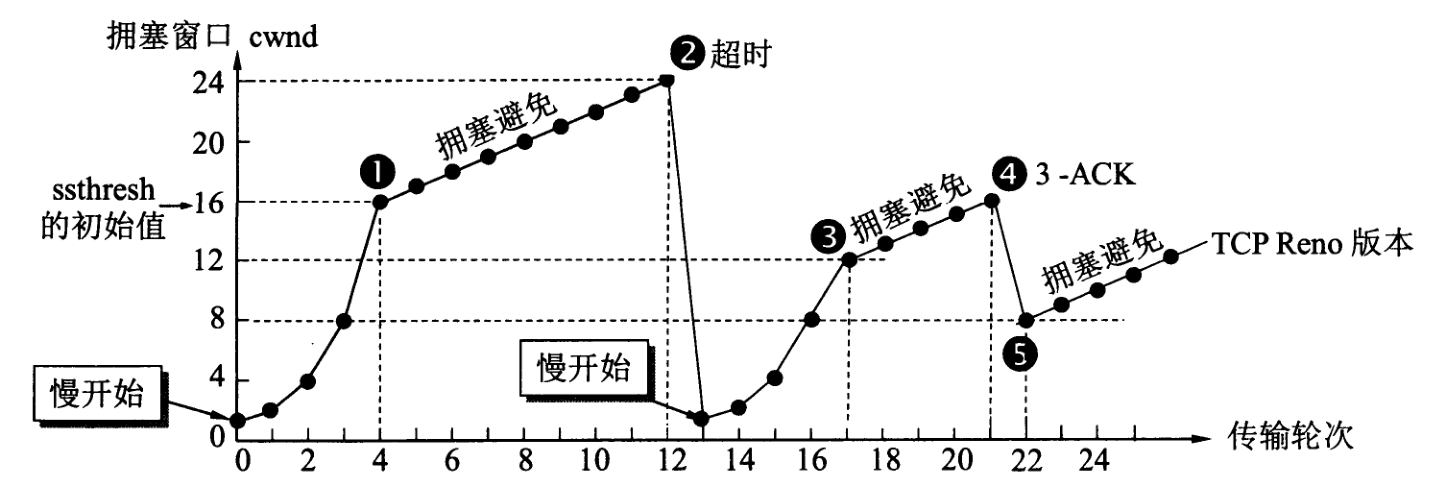 拥塞窗口 cwnd
❷超时
24
拥塞避免
20
❶
❹ 3 -ACK
ssthresh
的初始值
16
❸拥塞避免
12
拥塞避免
TCP Reno 版本
8
❺
4
慢开始
慢开始
0
0 2 4 6 8 10 12 14 16 18 20 22 24
传输轮次